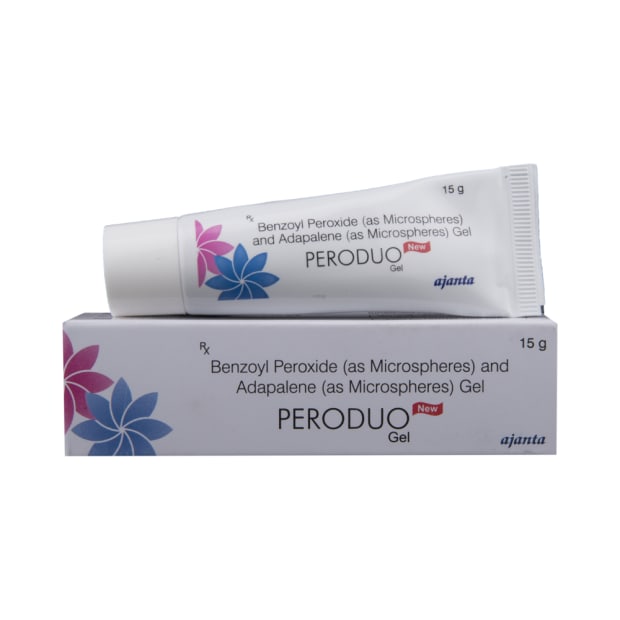 15 g
Rx Benzoyl Peroxide (as Microspheres)
and Adapalene (as Microspheres) Gel
PERODUO New
Gel
ajanta
Rx
15 g
Benzoyl Peroxide (as Microspheres) and
Adapalene (as Microspheres) Gel
PERODUO New
Gel
ajanta